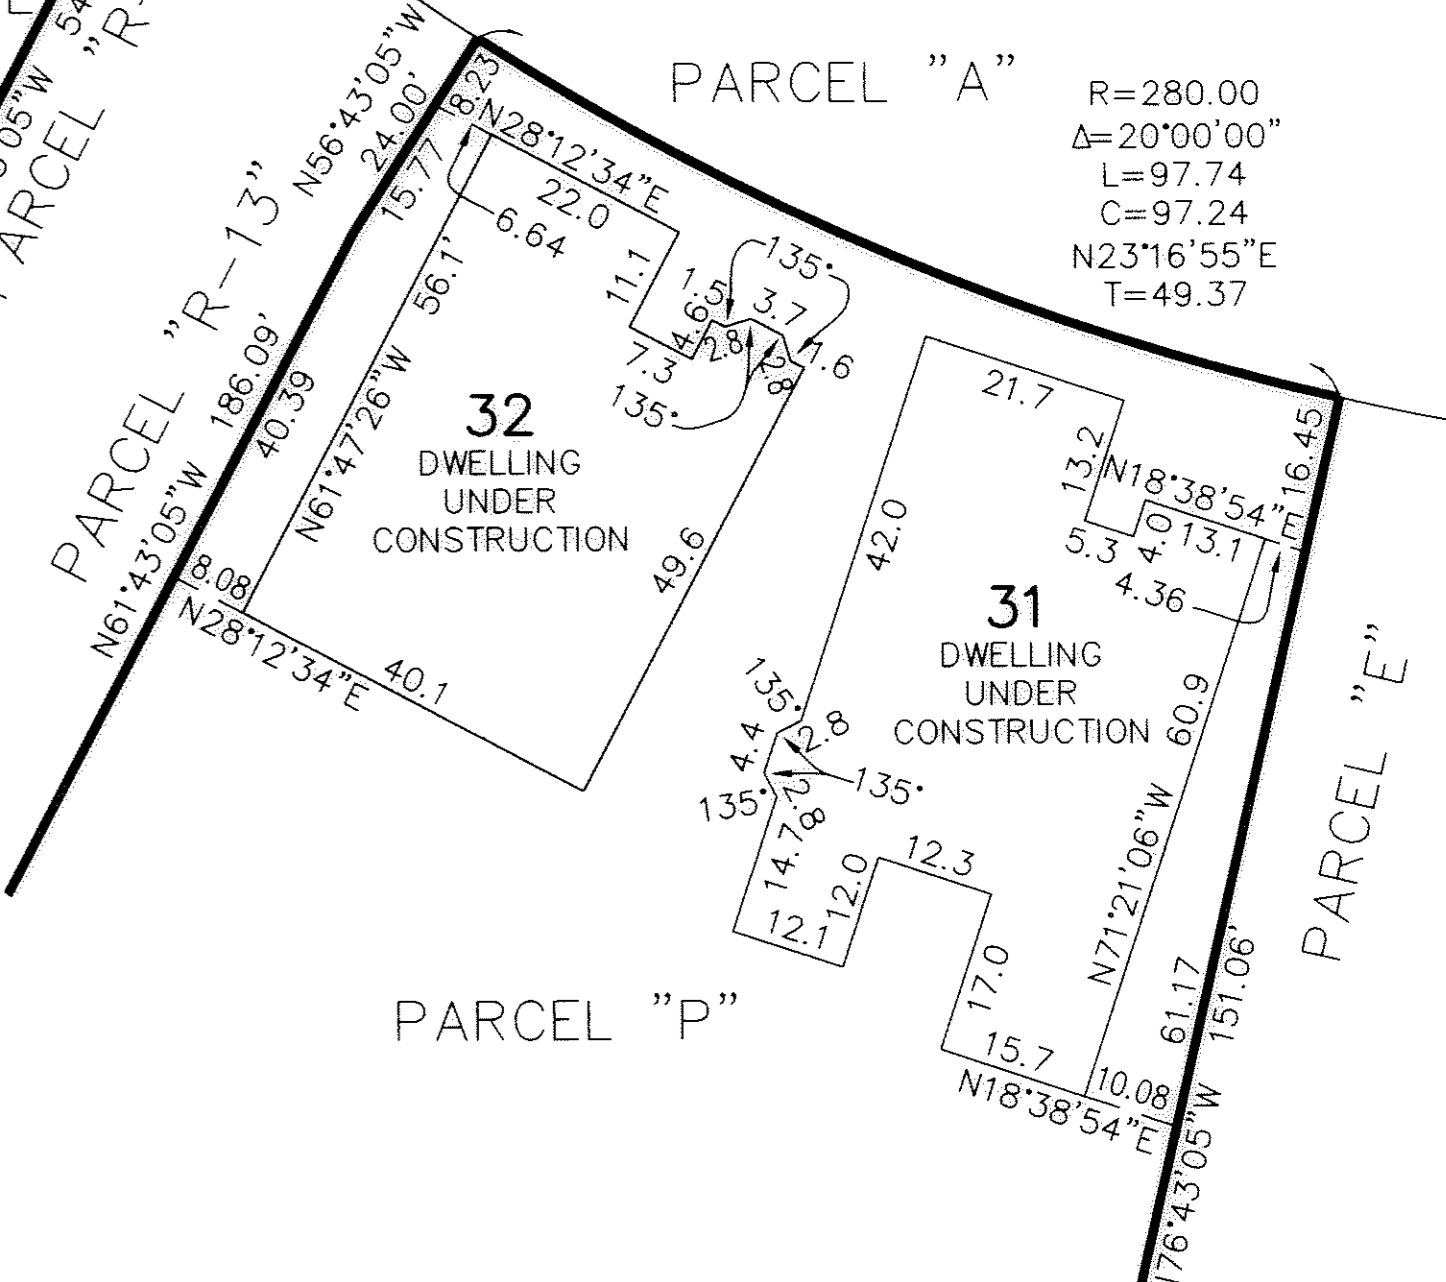 PARCEL "A"
R=280.00
Δ=20°00'00"
L=97.74
C=97.24
N23°16'55"E
T=49.37
N56°43'05"W
24.00'
8.23
15.77
N28°12'34"E
22.0
6.64
11.1
56.1'
N61°47'26"W
135°
1.5
3.7
4.6
2.8
2.8
1.6
7.3
135°
PARCEL "R-13"
186.09'
40.39
N61°43'05"W
32
DWELLING
UNDER
CONSTRUCTION
49.6
8.08
N28°12'34"E
40.1
21.7
13.2
N18°38'54"E
16.45
5.3
4.0
13.1
4.36
42.0
31
DWELLING
UNDER
CONSTRUCTION
60.9
N71°21'06"W
135°
2.8
4.4
135°
135°
2.8
14.7
12.0
12.3
12.1
17.0
15.7
N18°38'54"E
10.08
61.17
151.06'
PARCEL "E"
PARCEL "P"
PARCEL "R-
05"W
54
76°43'05"W